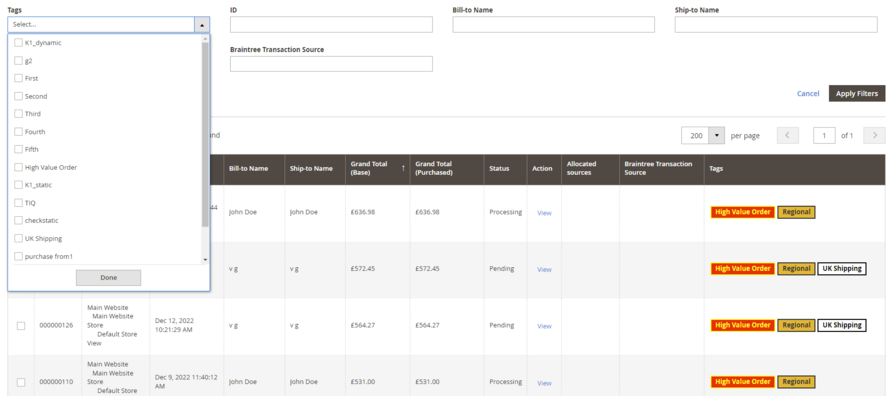 Tags
ID
Bill-to Name
Ship-to Name
Select...
K1_dynamic
g2
First
Second
Third
Fourth
Fifth
High Value Order
K1_static
TIQ
checkstatic
UK Shipping
purchase from1
Done
Braintree Transaction Source
Cancel
Apply Filters
200
per page
1
of 1
Bill-to Name
Ship-to Name
Grand Total
(Base)
Grand Total
(Purchased)
Status
Action
Allocated
sources
Braintree Transaction
Source
Tags
John Doe
John Doe
£636.98
£636.98
Processing
View
High Value Order
Regional
v g
v g
£572.45
£572.45
Pending
View
High Value Order
Regional
UK Shipping
000000126
Main Website
Main Website
Store
Default Store
View
Dec 12, 2022
10:21:29 AM
v g
v g
£564.27
£564.27
Pending
View
High Value Order
Regional
UK Shipping
000000110
Main Website
Main Website
Store
Default Store
Dec 9, 2022 11:40:12
AM
John Doe
John Doe
£531.00
£531.00
Processing
View
High Value Order
Regional